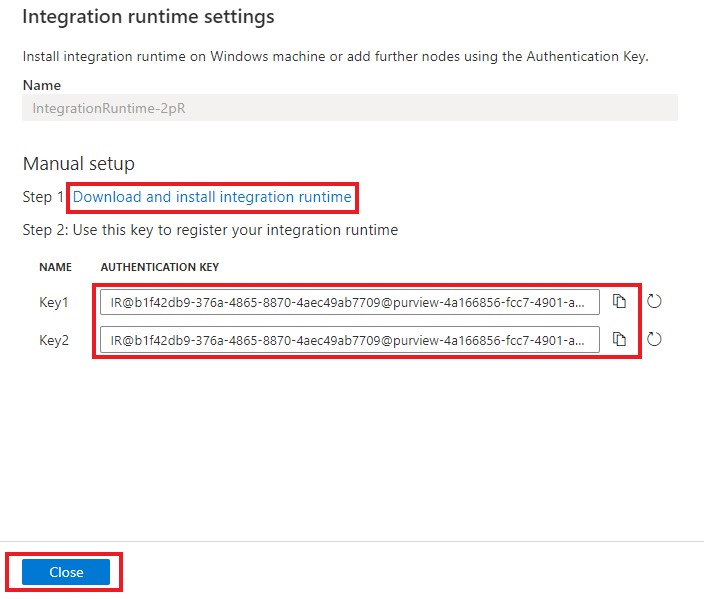 Integration runtime settings
Install integration runtime on Windows machine or add further nodes using the Authentication Key.
Name
IntegrationRuntime-2pR
Manual setup
Step 1 Download and install integration runtime
Step 2: Use this key to register your integration runtime
NAME AUTHENTICATION KEY
Key1 IR@b1f42db9-376a-4865-8870-4aec49ab7709@purview-4a166856-fcc7-4901-a...
Key2 IR@b1f42db9-376a-4865-8870-4aec49ab7709@purview-4a166856-fcc7-4901-a...
Close